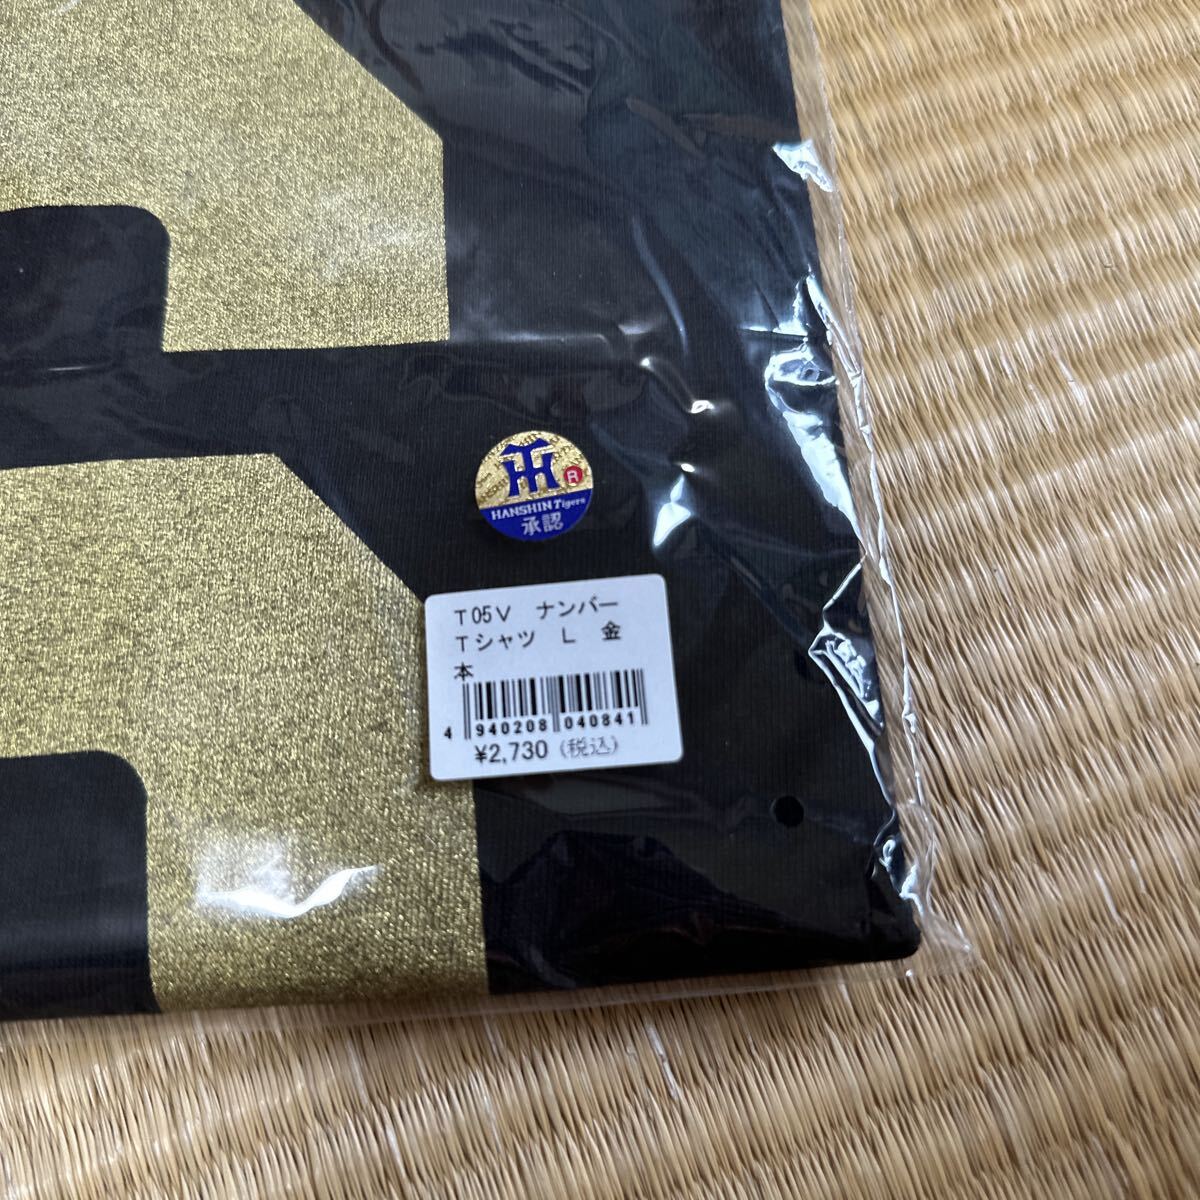 TH
R
HANSHIN Tigers
承認
T05V ナンバー
Tシャツ L 金
本
4 940208 040841
¥2,730 (税込)